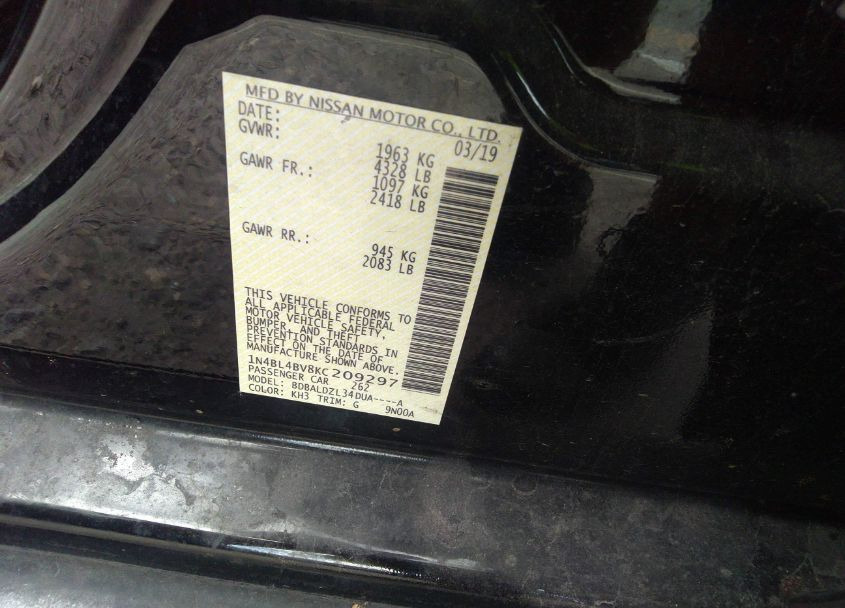 MFD BY NISSAN MOTOR CO., LTD.
DATE: 03/19
GVWR: 1963 KG
4328 LB
GAWR FR.: 1097 KG
2418 LB
GAWR RR.: 945 KG
2083 LB
THIS VEHICLE CONFORMS TO
ALL APPLICABLE FEDERAL
MOTOR VEHICLE SAFETY,
BUMPER, AND THEFT
PREVENTION STANDARDS IN
EFFECT ON THE DATE OF
MANUFACTURE SHOWN ABOVE.
1N4BL4BV8KC209297
PASSENGER CAR 262
MODEL: BDBALDZL34DUA----A
COLOR: KH3 TRIM: G 9N00A